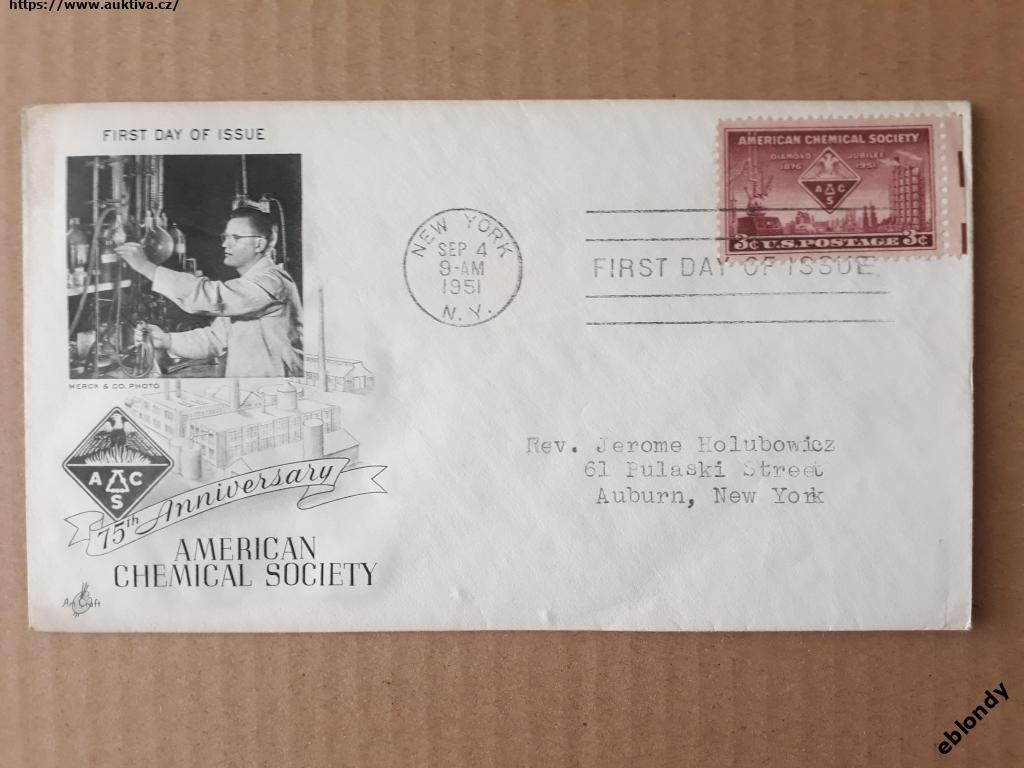 https://www.auktiva.cz/
FIRST DAY OF ISSUE
MERCK & CO. PHOTO
A C
S
75th Anniversary
AMERICAN
CHEMICAL SOCIETY
Art Craft
NEW YORK
SEP 4
9-AM
1951
N.Y.
AMERICAN CHEMICAL SOCIETY
DIAMOND JUBILEE
1876 1951
A C
S
3¢ U.S. POSTAGE 3¢
FIRST DAY OF ISSUE
Rev. Jerome Holubowicz
61 Pulaski Street
Auburn, New York
eblondy